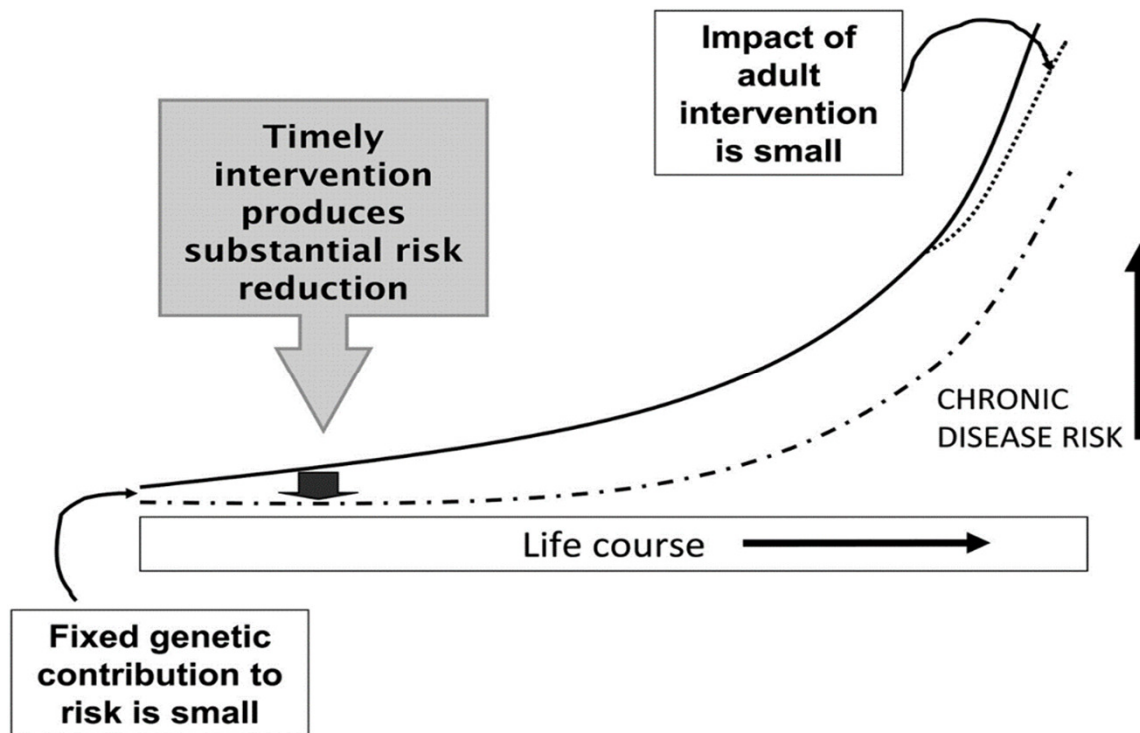 Impact of
adult
intervention
is small
Timely
intervention
produces
substantial risk
reduction
CHRONIC
DISEASE RISK
Life course
Fixed genetic
contribution to
risk is small